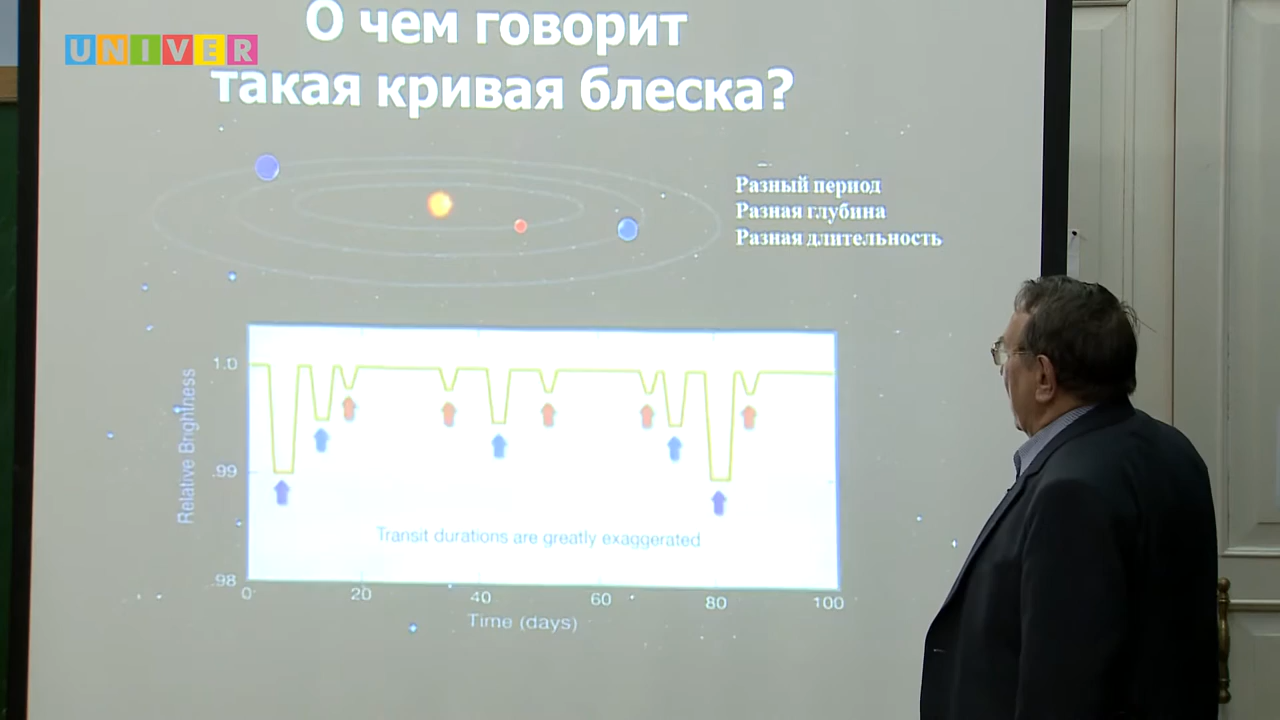 UNIVER
О чем говорит
такая кривая блеска?
Разный период
Разная глубина
Разная длительность
Relative Brightness
1.0
.99
.98
Transit durations are greatly exaggerated
0 20 40 60 80 100
Time (days)